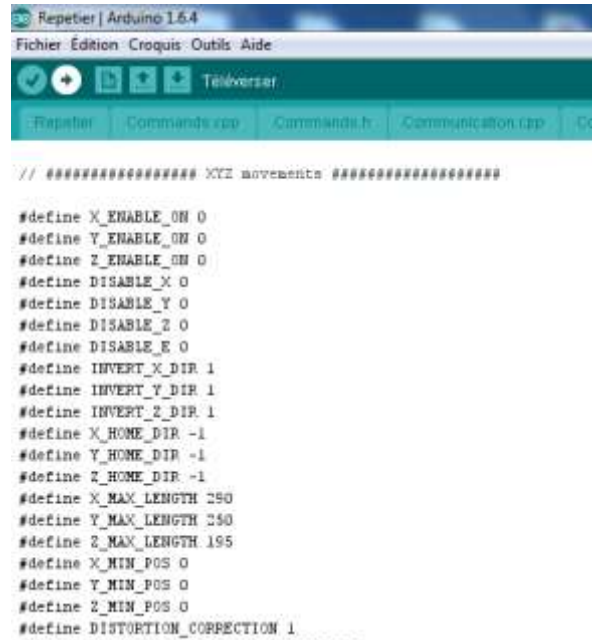 Repetier | Arduino 1.6.4
Fichier Édition Croquis Outils Aide
Téléverser
Repetier Commands.cpp Commands.h Communication.cpp Co
// ################# XYZ movements ###################
#define X_ENABLE_ON 0
#define Y_ENABLE_ON 0
#define Z_ENABLE_ON 0
#define DISABLE_X 0
#define DISABLE_Y 0
#define DISABLE_Z 0
#define DISABLE_E 0
#define INVERT_X_DIR 1
#define INVERT_Y_DIR 1
#define INVERT_Z_DIR 1
#define X_HOME_DIR -1
#define Y_HOME_DIR -1
#define Z_HOME_DIR -1
#define X_MAX_LENGTH 290
#define Y_MAX_LENGTH 250
#define Z_MAX_LENGTH 195
#define X_MIN_POS 0
#define Y_MIN_POS 0
#define Z_MIN_POS 0
#define DISTORTION_CORRECTION 1